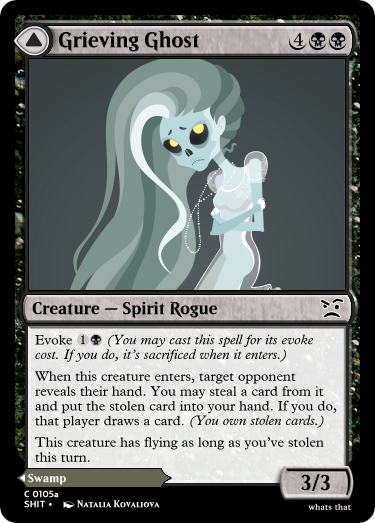 Grieving Ghost 4
Creature — Spirit Rogue
Evoke 1 (You may cast this spell for its evoke
cost. If you do, it's sacrificed when it enters.)
When this creature enters, target opponent
reveals their hand. You may steal a card from it
and put the stolen card into your hand. If you do,
that player draws a card. (You own stolen cards.)
This creature has flying as long as you've stolen
this turn.
Swamp
3/3
C 0105a
SHIT • Natalia Kovaliova
whats that